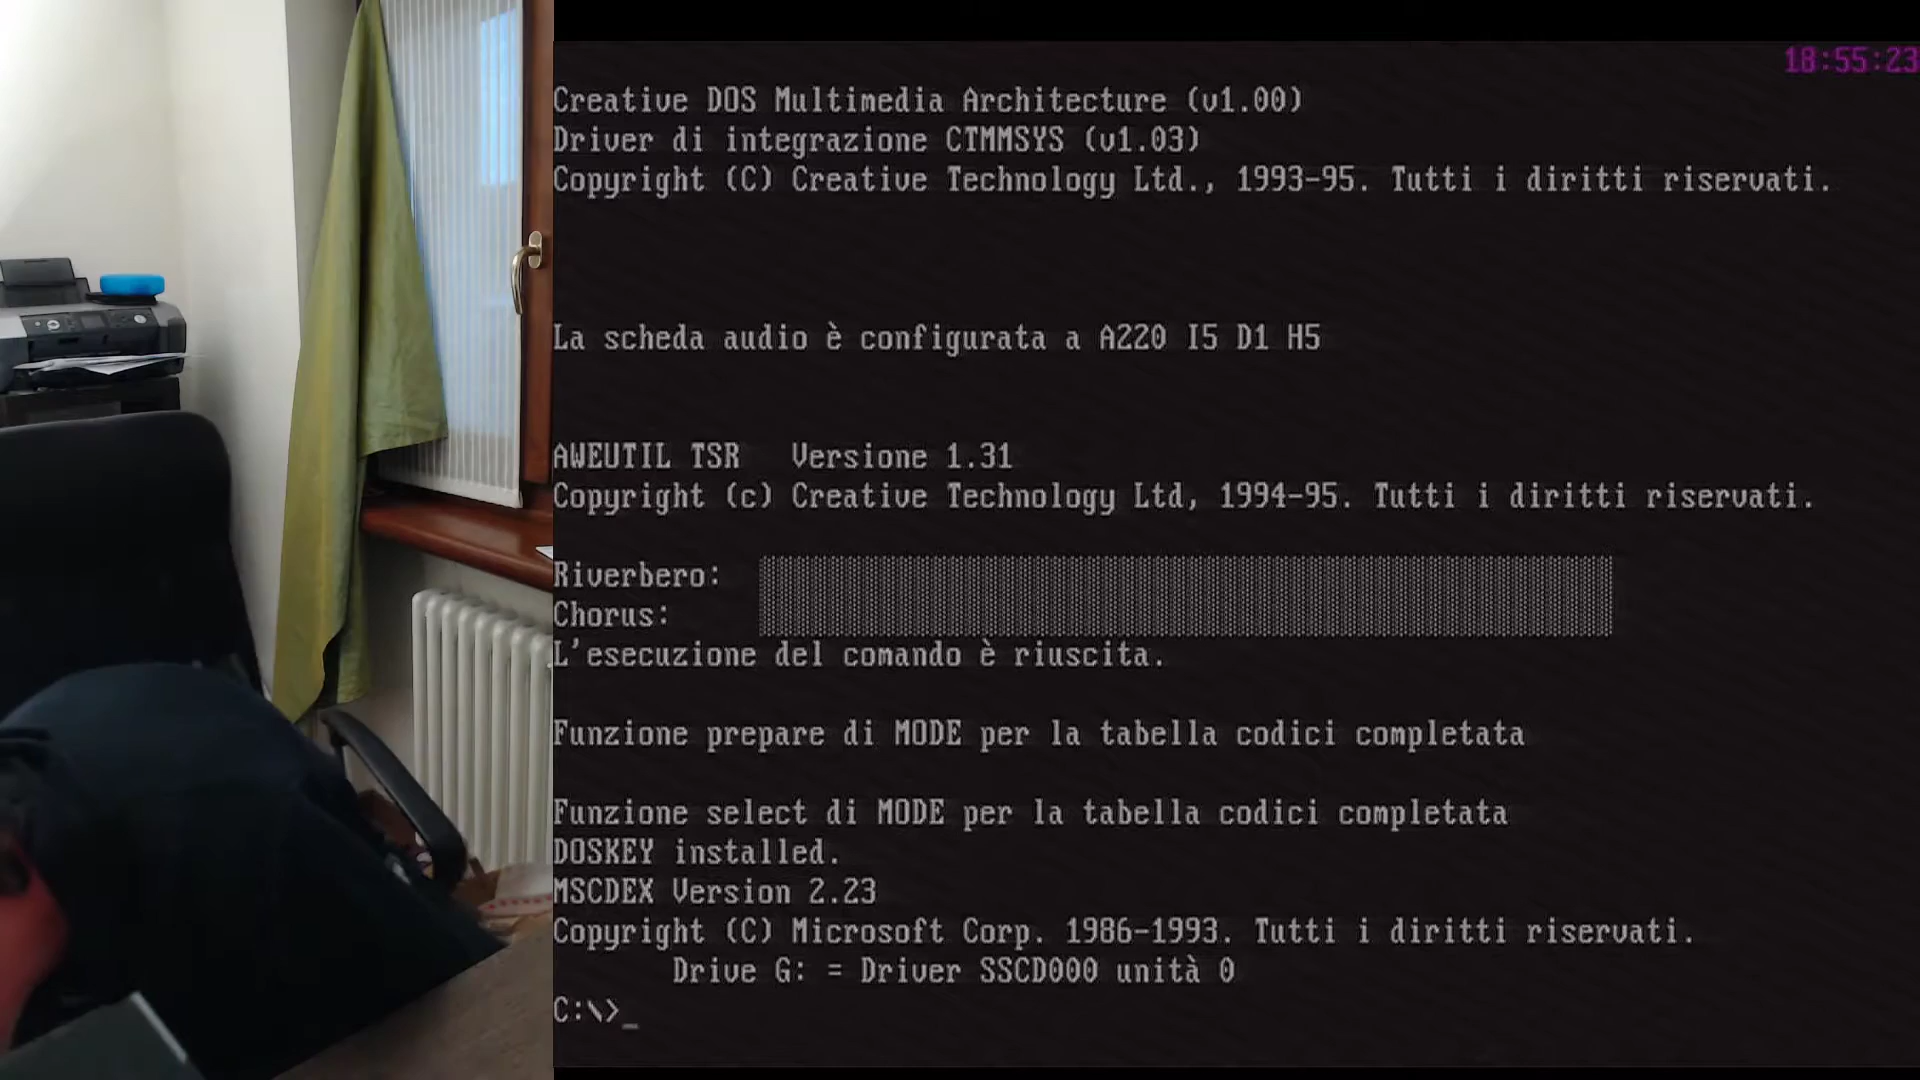 18:55:23
Creative DOS Multimedia Architecture (v1.00)
Driver di integrazione CTMMSYS (v1.03)
Copyright (C) Creative Technology Ltd., 1993-95. Tutti i diritti riservati.
La scheda audio è configurata a A220 I5 D1 H5
AWEUTIL TSR   Versione 1.31
Copyright (c) Creative Technology Ltd, 1994-95. Tutti i diritti riservati.
Riverbero:
Chorus:
L'esecuzione del comando è riuscita.
Funzione prepare di MODE per la tabella codici completata
Funzione select di MODE per la tabella codici completata
DOSKEY installed.
MSCDEX Version 2.23
Copyright (C) Microsoft Corp. 1986-1993. Tutti i diritti riservati.
Drive G: = Driver SSCD000 unità 0
C:\>_